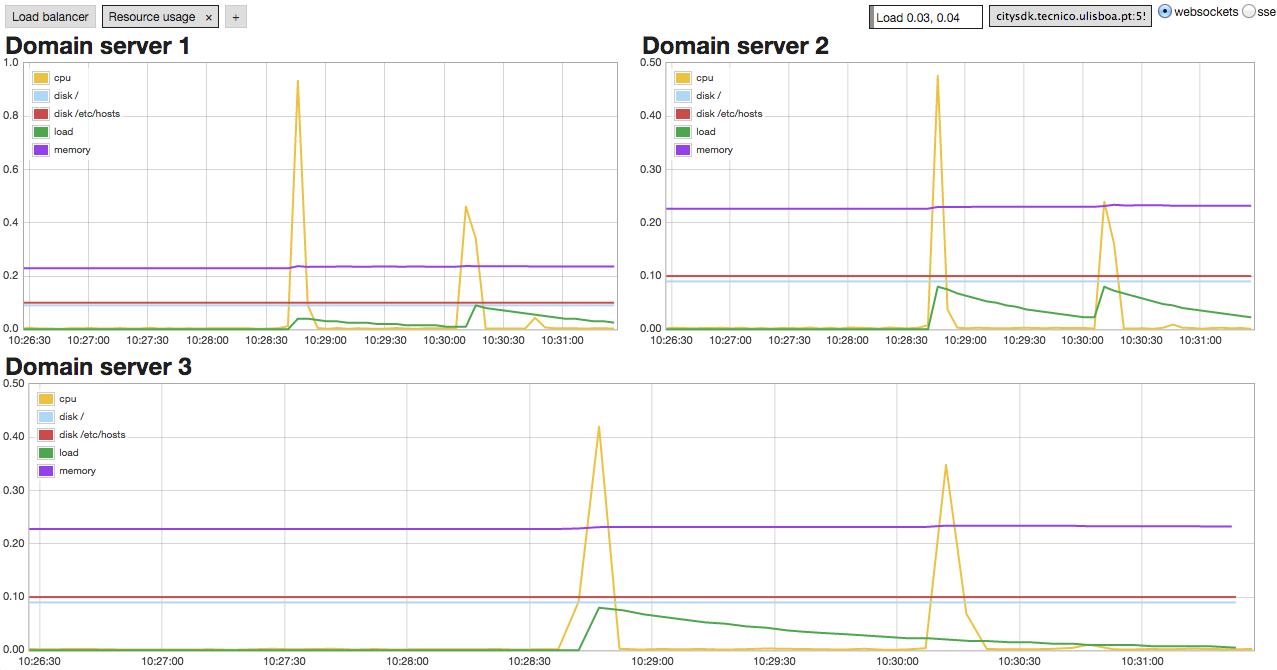 Load balancer Resource usage × + Load 0.03, 0.04 citysdk.tecnico.ulisboa.pt:5! websockets sse
Domain server 1
1.0
cpu
disk /
0.8
disk /etc/hosts
load
memory
0.6
0.4
0.2
0.0
10:26:30 10:27:00 10:27:30 10:28:00 10:28:30 10:29:00 10:29:30 10:30:00 10:30:30 10:31:00
Domain server 2
0.50
cpu
disk /
0.40
disk /etc/hosts
load
memory
0.30
0.20
0.10
0.00
10:26:30 10:27:00 10:27:30 10:28:00 10:28:30 10:29:00 10:29:30 10:30:00 10:30:30 10:31:00
Domain server 3
0.50
cpu
disk /
disk /etc/hosts
0.40
load
memory
0.30
0.20
0.10
0.00
10:26:30 10:27:00 10:27:30 10:28:00 10:28:30 10:29:00 10:29:30 10:30:00 10:30:30 10:31:00